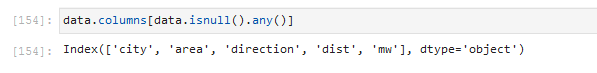 [154]: data.columns[data.isnull().any()]
[154]: Index(['city', 'area', 'direction', 'dist', 'mw'], dtype='object')